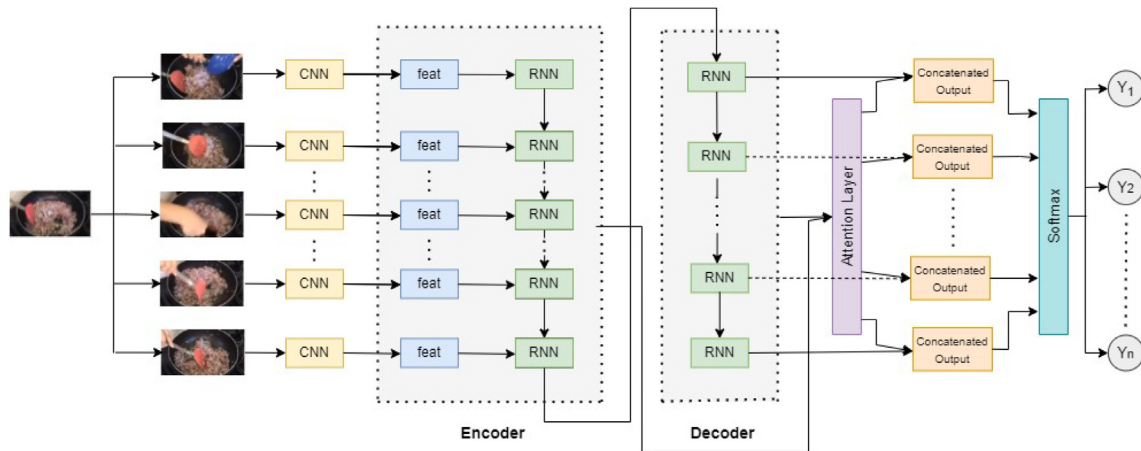 CNN
feat
RNN
CNN
feat
RNN
CNN
feat
RNN
CNN
feat
RNN
CNN
feat
RNN
Encoder
RNN
RNN
RNN
RNN
Decoder
Attention Layer
Concatenated
Output
Concatenated
Output
Concatenated
Output
Concatenated
Output
Softmax
Y1
Y2
Yn